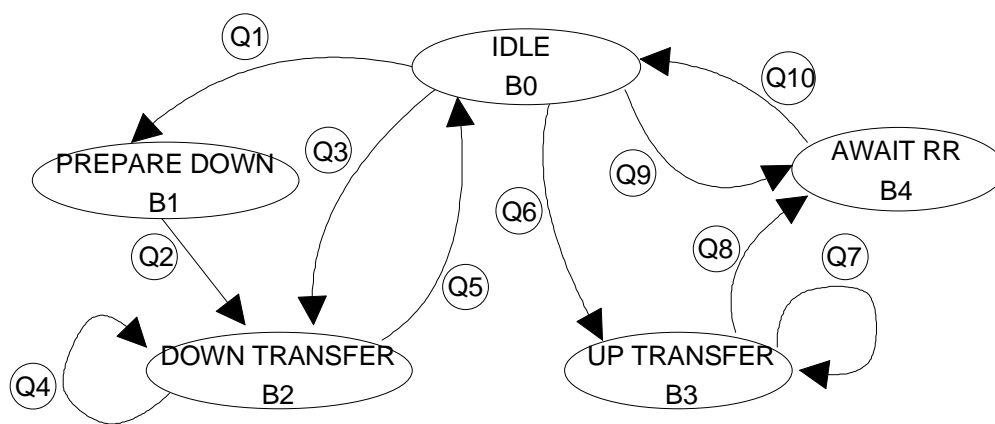 Q1
IDLE
B0
Q10
Q3
PREPARE DOWN
B1
Q9
AWAIT RR
B4
Q6
Q2
Q8
Q7
Q5
DOWN TRANSFER
B2
UP TRANSFER
B3
Q4